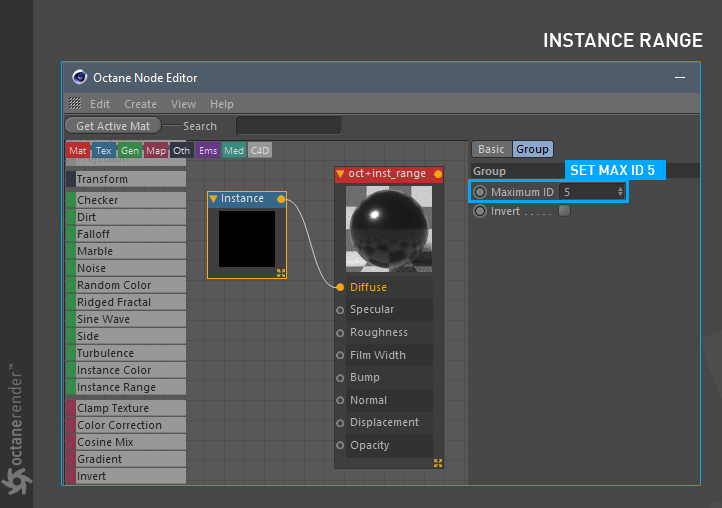 INSTANCE RANGE
Octane Node Editor
Edit Create View Help
Get Active Mat Search
Mat Tex Gen Map Oth Ems Med C4D
Projection
Transform
Checker
Dirt
Falloff
Marble
Noise
Random Color
Ridged Fractal
Sine Wave
Side
Turbulence
Instance Color
Instance Range
Clamp Texture
Color Correction
Cosine Mix
Gradient
Invert
Instance
oct+inst_range
Diffuse
Specular
Roughness
Film Width
Bump
Normal
Displacement
Opacity
Basic Group
Group
SET MAX ID 5
Maximum ID 5
Invert . . . . .
octanerender™